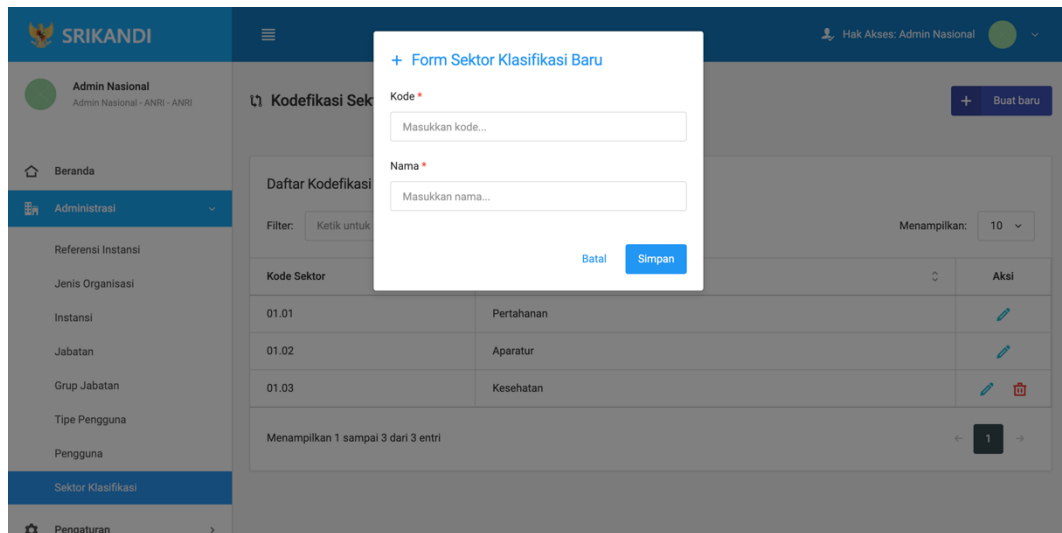 SRIKANDI
Hak Akses: Admin Nasional
Admin Nasional
Admin Nasional - ANRI - ANRI
Kodefikasi Sek
+ Buat baru
+ Form Sektor Klasifikasi Baru
Kode *
Masukkan kode...
Nama *
Masukkan nama...
Batal
Simpan
Beranda
Administrasi
Referensi Instansi
Jenis Organisasi
Instansi
Jabatan
Grup Jabatan
Tipe Pengguna
Pengguna
Sektor Klasifikasi
Pengaturan
Daftar Kodefikasi
Filter: Ketik untuk
Menampilkan: 10
Kode Sektor Aksi
01.01 Pertahanan
01.02 Aparatur
01.03 Kesehatan
Menampilkan 1 sampai 3 dari 3 entri
← 1 →